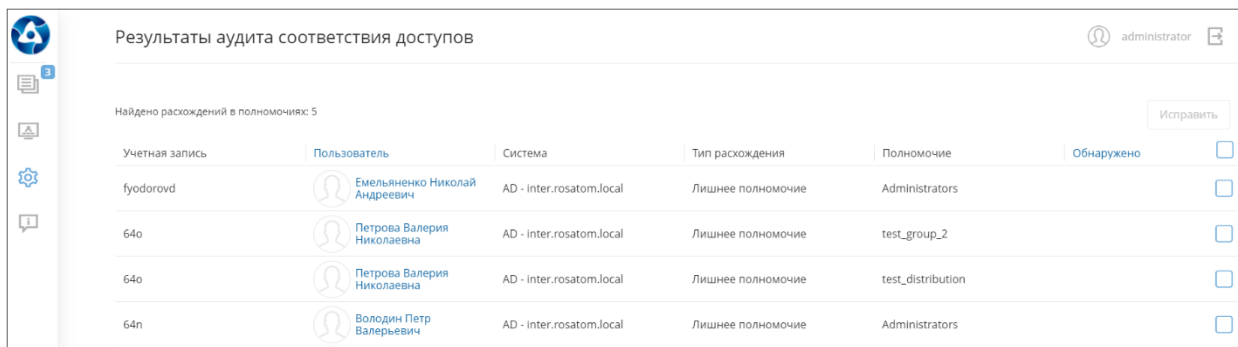 Результаты аудита соответствия доступов
administrator
3
Найдено расхождений в полномочиях: 5
Исправить
Учетная запись Пользователь Система Тип расхождения Полномочие Обнаружено
fyodorovd Емельяненко Николай Андреевич AD - inter.rosatom.local Лишнее полномочие Administrators
64o Петрова Валерия Николаевна AD - inter.rosatom.local Лишнее полномочие test_group_2
64o Петрова Валерия Николаевна AD - inter.rosatom.local Лишнее полномочие test_distribution
64n Володин Петр Валерьевич AD - inter.rosatom.local Лишнее полномочие Administrators